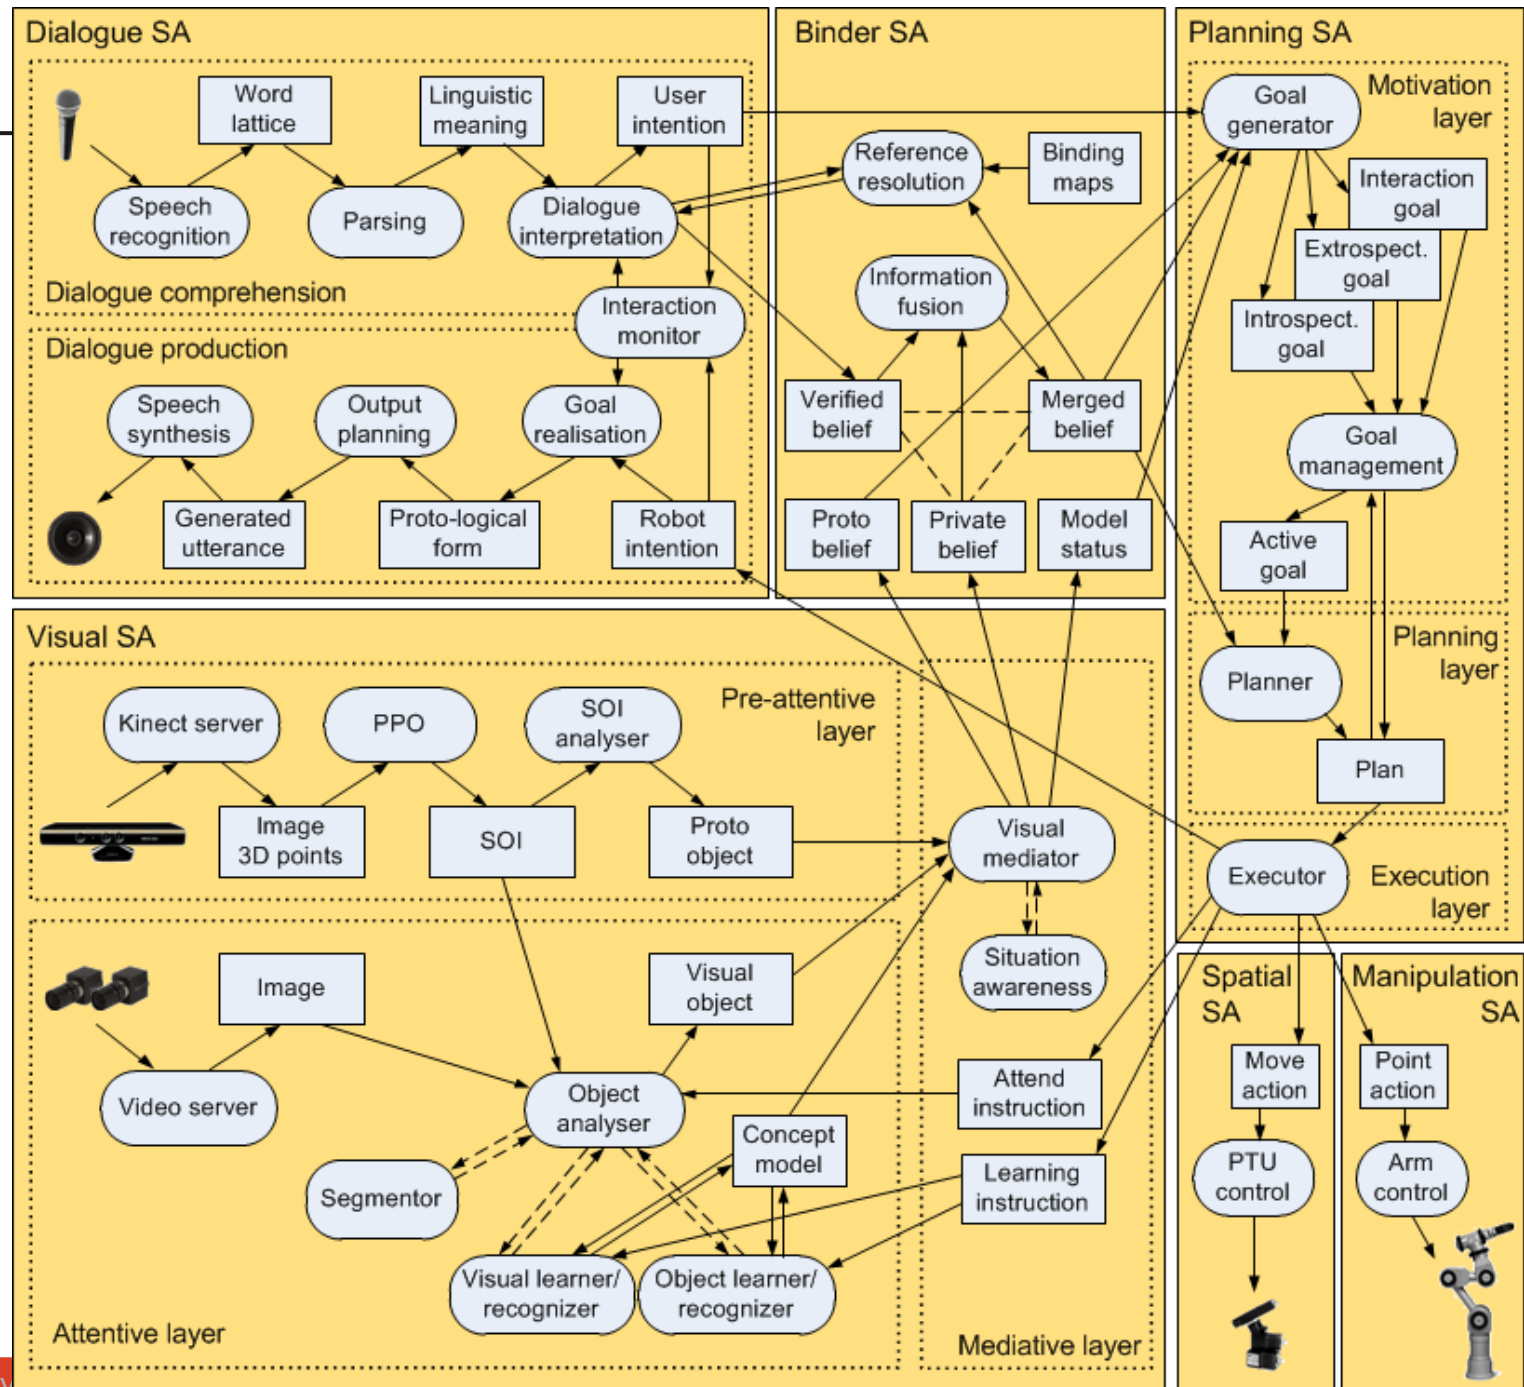 Dialogue SA
Word
lattice
Linguistic
meaning
User
intention
Speech
recognition
Parsing
Dialogue
interpretation
Dialogue comprehension
Interaction
monitor
Dialogue production
Speech
synthesis
Output
planning
Goal
realisation
Generated
utterance
Proto-logical
form
Robot
intention
Binder SA
Reference
resolution
Binding
maps
Information
fusion
Verified
belief
Merged
belief
Proto
belief
Private
belief
Model
status
Planning SA
Motivation
layer
Goal
generator
Interaction
goal
Extrospect.
goal
Introspect.
goal
Goal
management
Active
goal
Planning
layer
Planner
Plan
Executor
Execution
layer
Visual SA
Pre-attentive
layer
Kinect server
PPO
SOI
analyser
Image
3D points
SOI
Proto
object
Visual
mediator
Situation
awareness
Image
Visual
object
Video server
Object
analyser
Attend
instruction
Concept
model
Segmentor
Learning
instruction
Visual learner/
recognizer
Object learner/
recognizer
Attentive layer
Mediative layer
Spatial
SA
Move
action
PTU
control
Manipulation
SA
Point
action
Arm
control